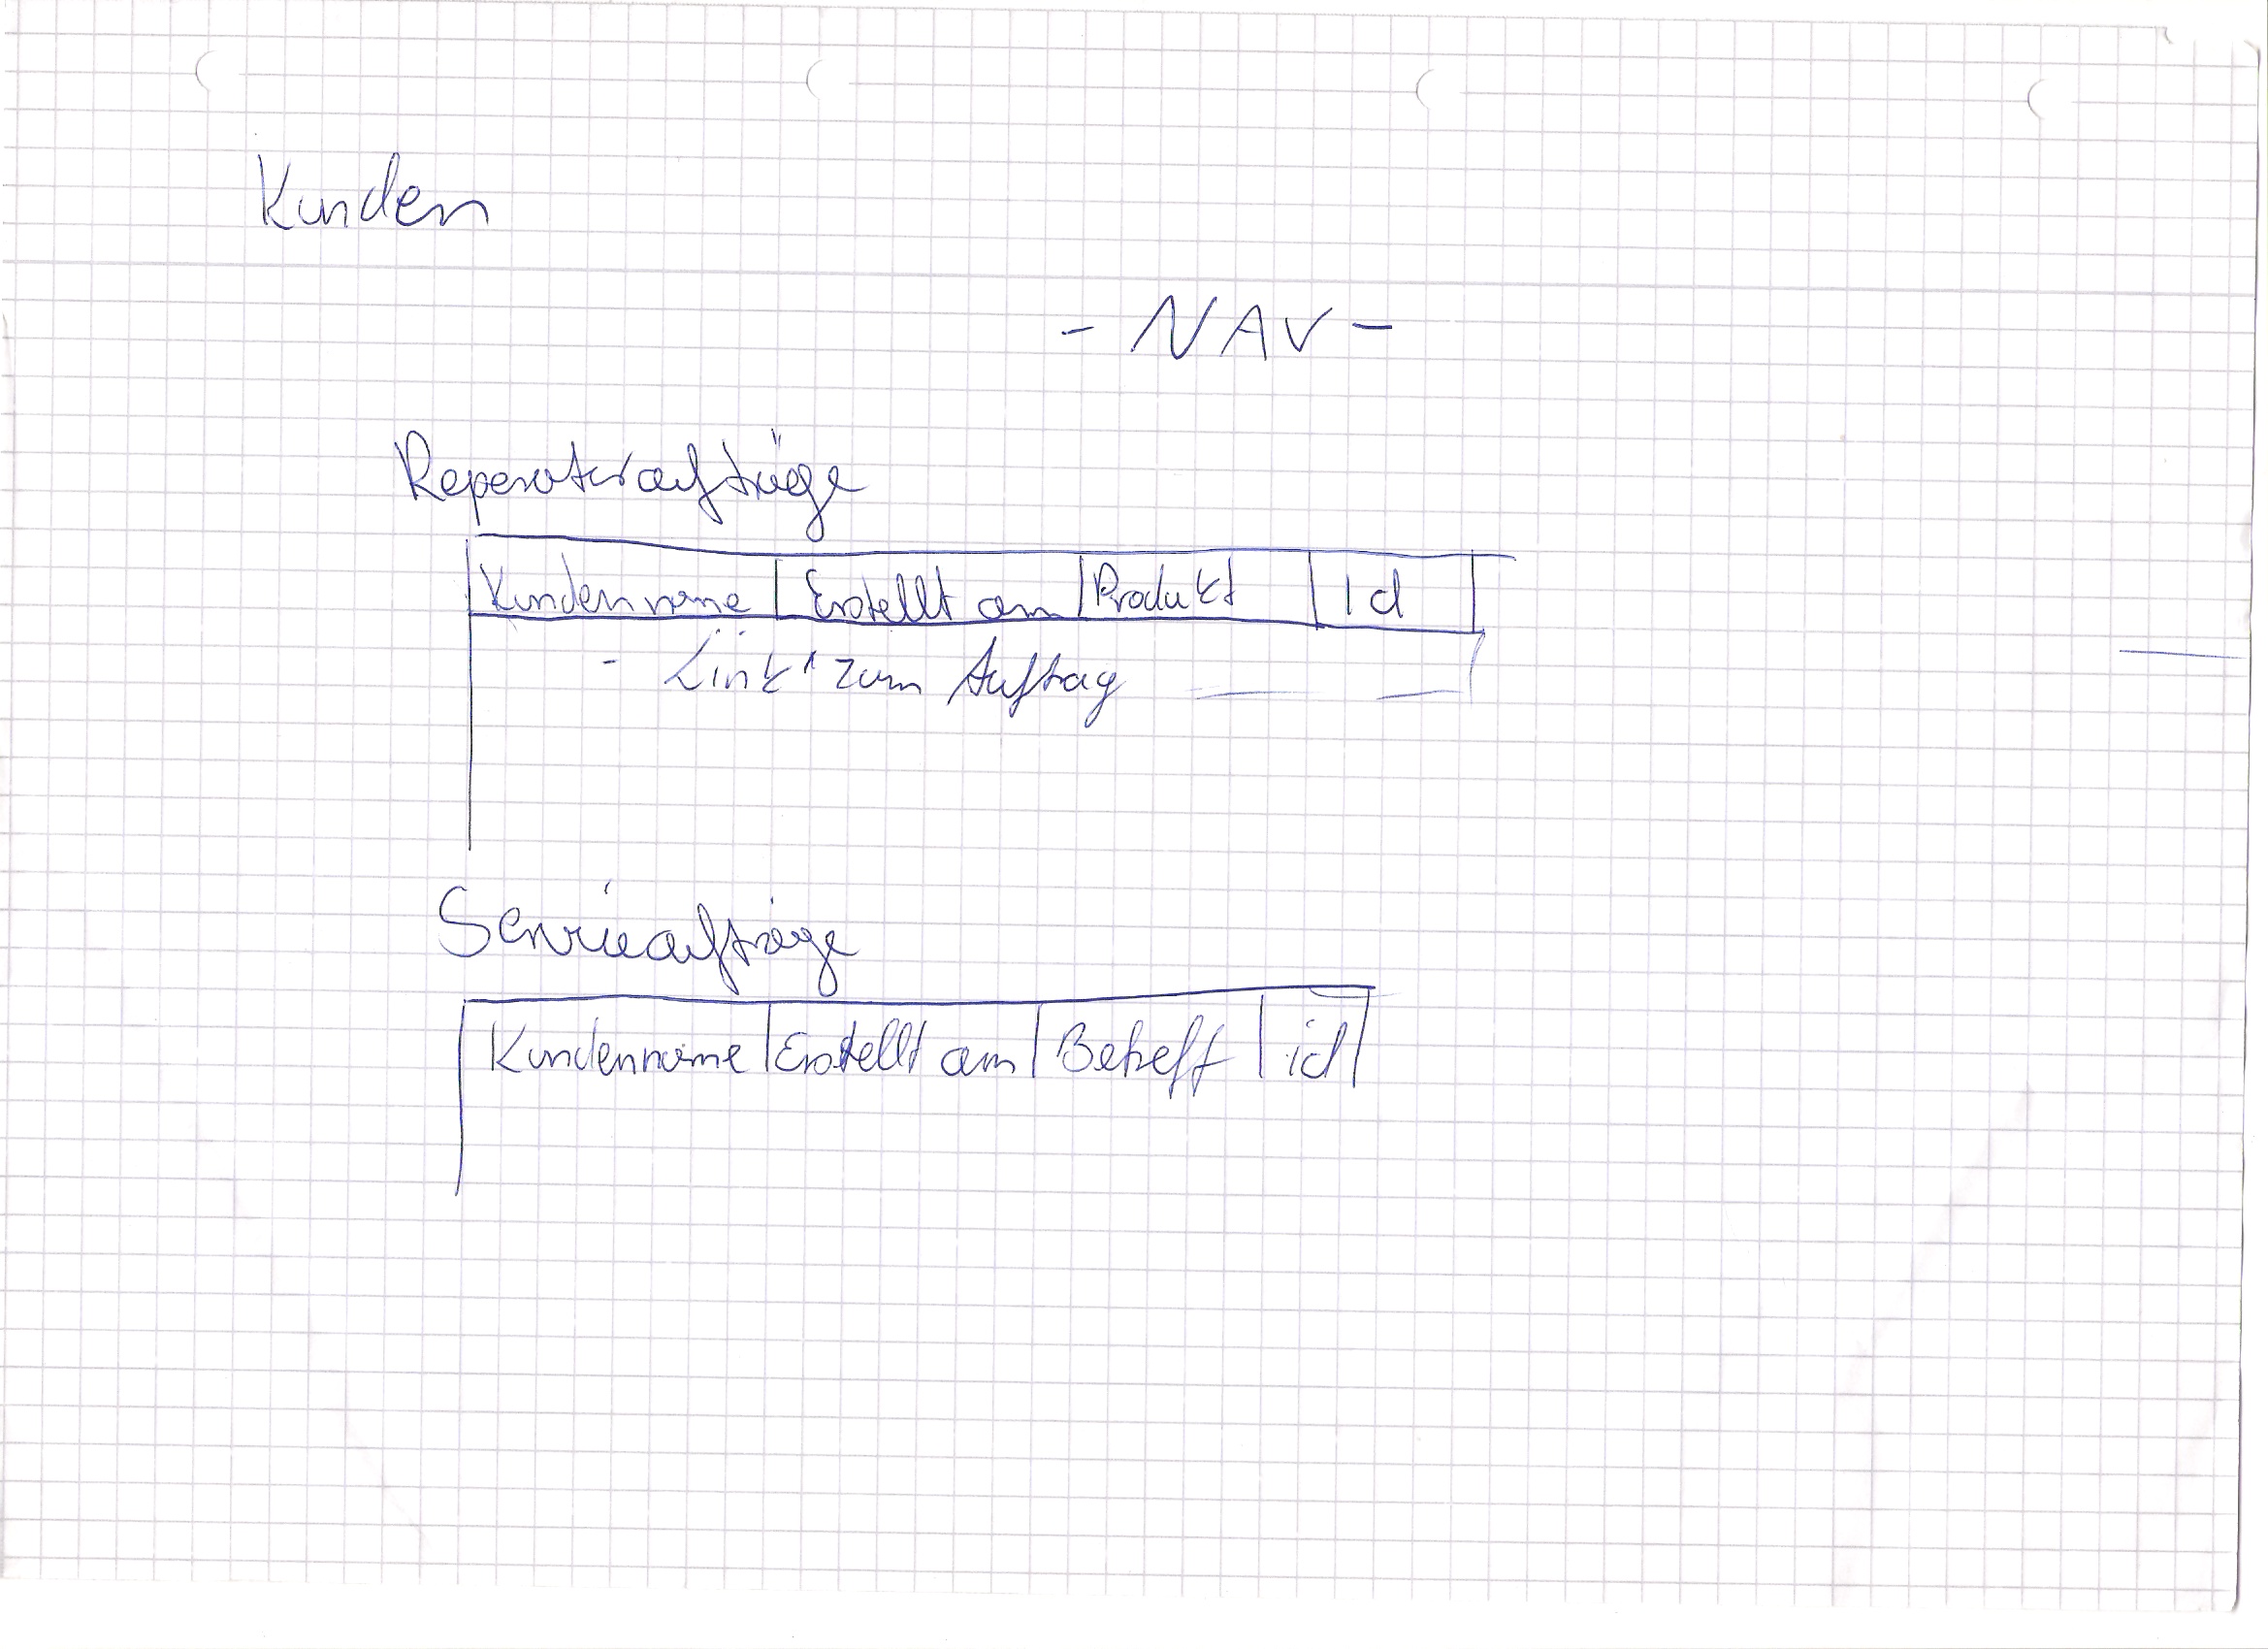 Kunden
- NAV -
Reperaturaufträge
Kundenname | Erstellt am | Produkt | Id
- Link zum Auftrag
Serviceaufträge
Kundenname | Erstellt am | Betreff | id